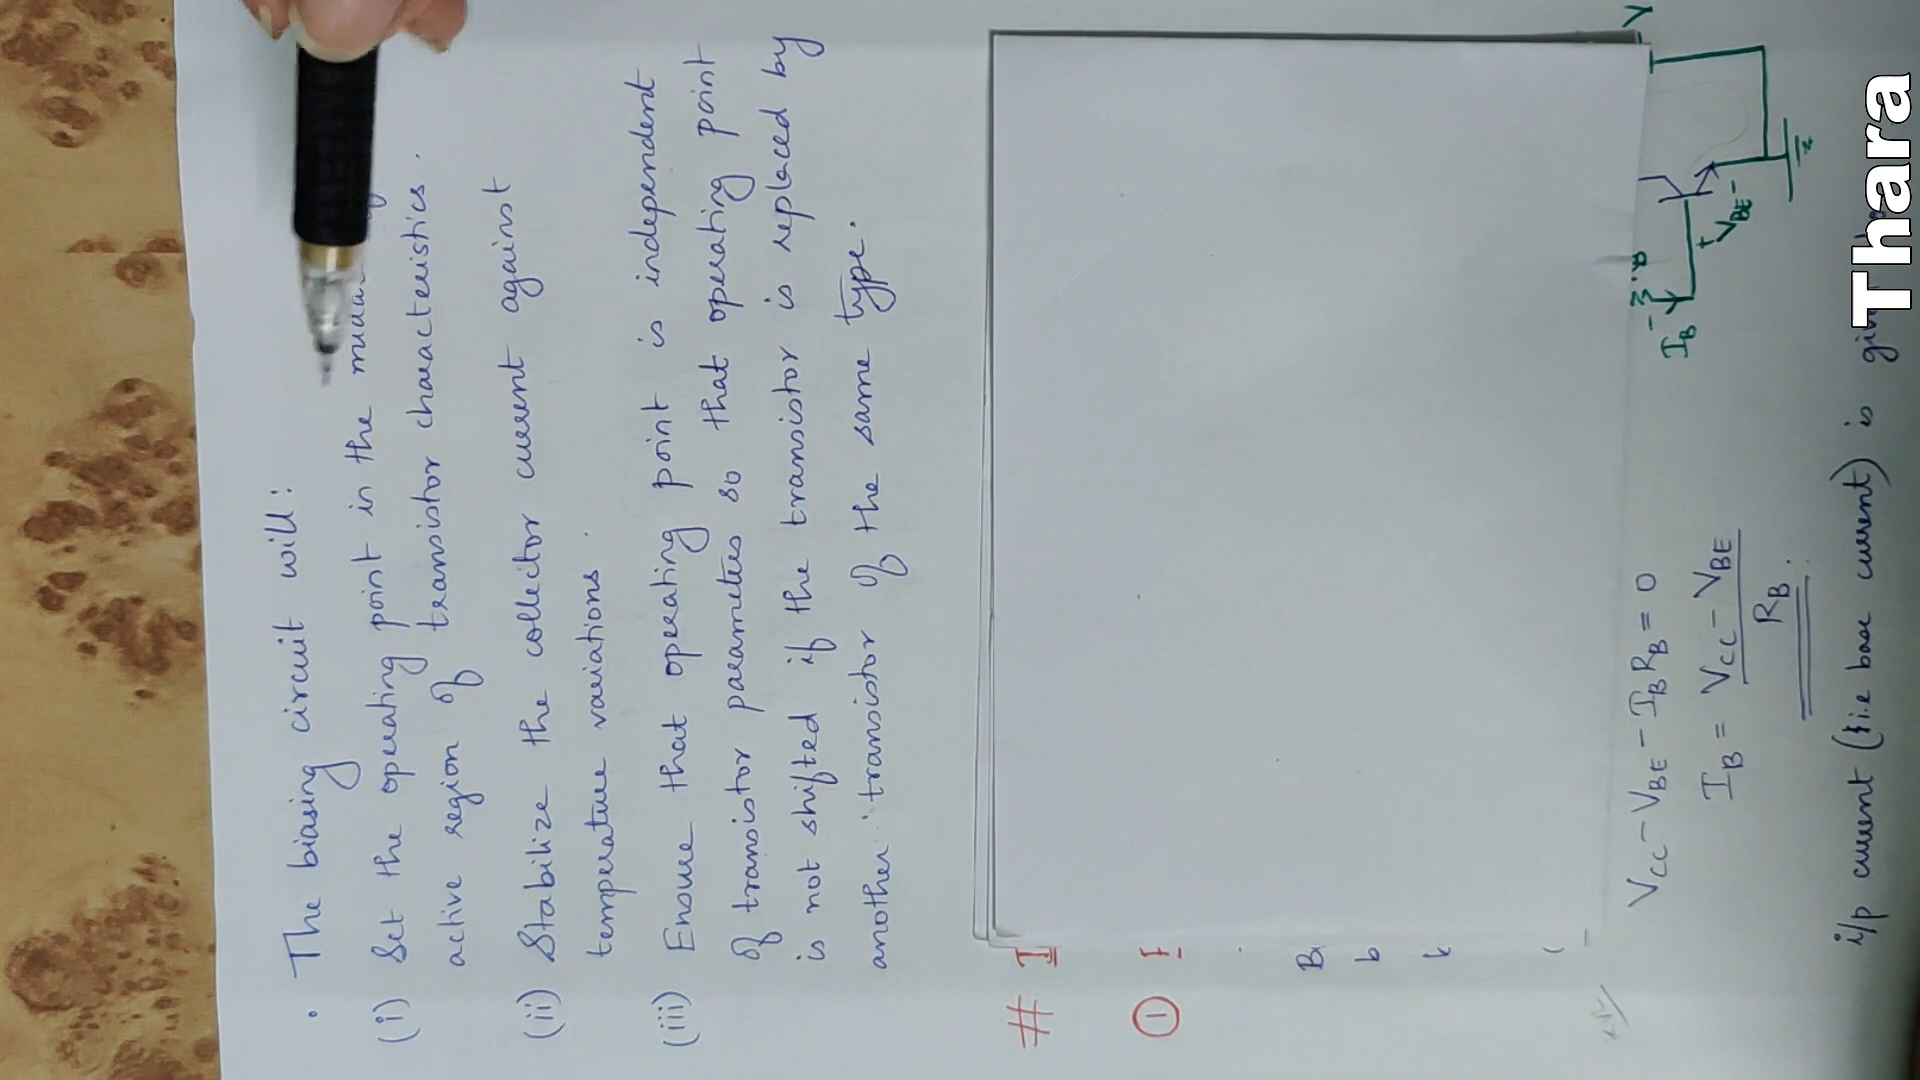 . The biasing circuit will:
(i) Set the operating point in the
active region of transistor characteristics.
(ii) Stabilize the collector current against
temperature variations.
(iii) Ensure that operating point is independent
of transistor parameters so that operating point
is not shifted if the transistor is replaced by
another transistor of the same type.
# I
①
B
b
IB
+ VBE -
VCC - VBE - IB RB = 0
IB = VCC - VBE
RB.
i/p current (i.e base current) is
Thara